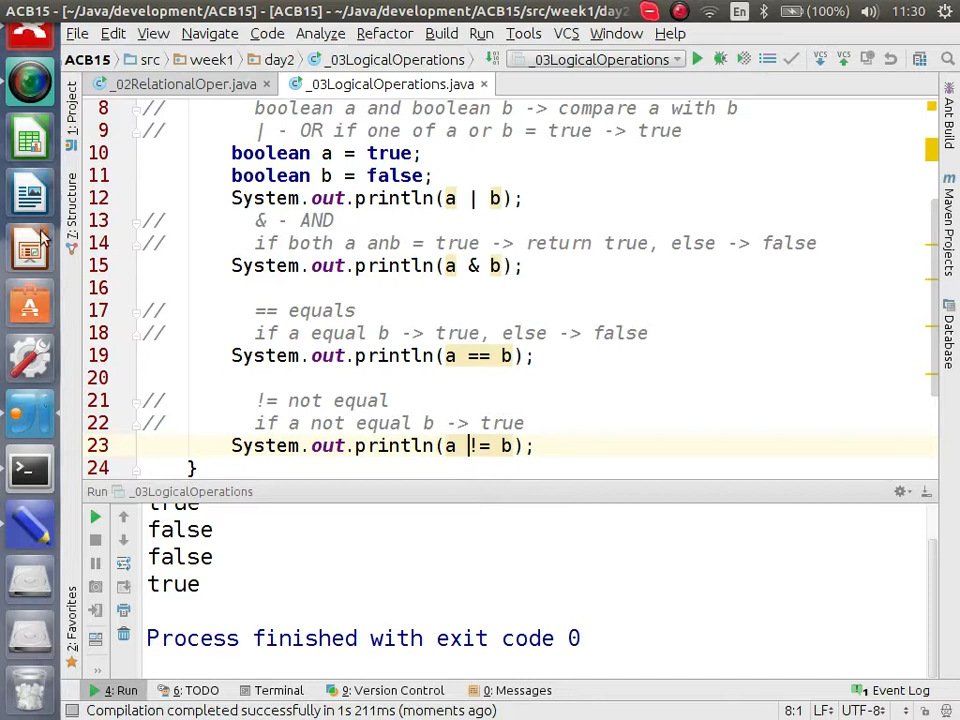 ACB15 - [~/Java/development/ACB15] - [ACB15] - ~/Java/development/ACB15/src/week1/day2 En (100%) 11:30
File Edit View Navigate Code Analyze Refactor Build Run Tools VCS Window Help
ACB15 src week1 day2 _03LogicalOperations _03LogicalOperations VCS VCS
_02RelationalOper.java × _03LogicalOperations.java ×
8 // boolean a and boolean b -> compare a with b
9 // | - OR if one of a or b = true -> true
10 boolean a = true;
11 boolean b = false;
12 System.out.println(a | b);
13 // & - AND
14 // if both a anb = true -> return true, else -> false
15 System.out.println(a & b);
16
17 // == equals
18 // if a equal b -> true, else -> false
19 System.out.println(a == b);
20
21 // != not equal
22 // if a not equal b -> true
23 System.out.println(a != b);
24 }
1: Project
7: Structure
2: Favorites
Ant Build
Maven Projects
Database
Run _03LogicalOperations
true
false
false
true
Process finished with exit code 0
4: Run 6: TODO Terminal 9: Version Control 0: Messages 1 Event Log
Compilation completed successfully in 1s 211ms (moments ago) 8:1 LF UTF-8